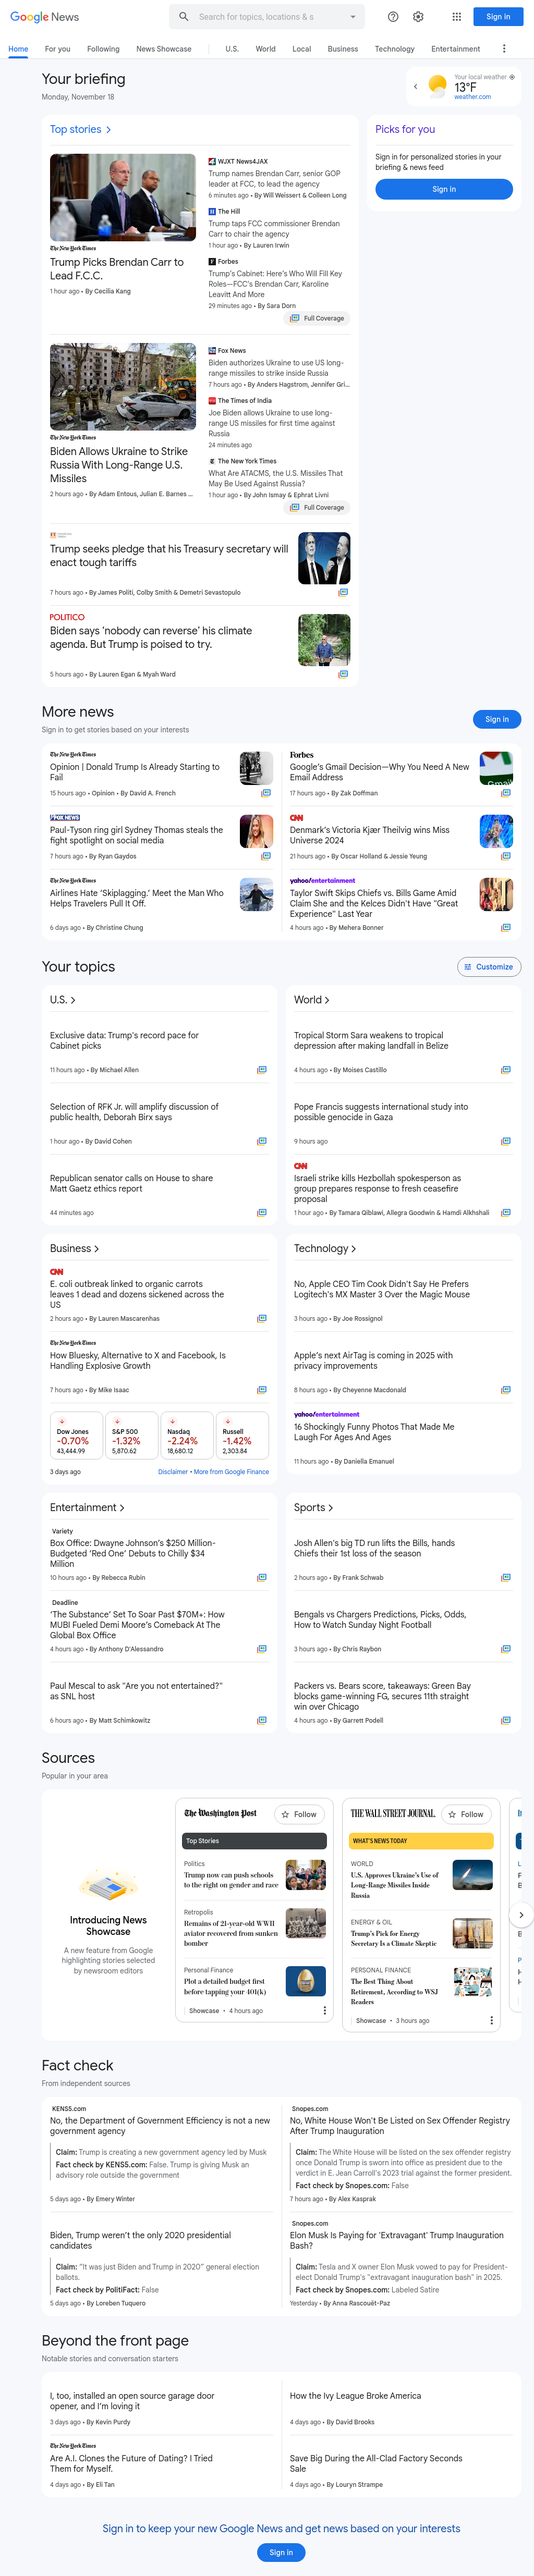 Google News
Search for topics, locations & s
Sign in
Home For you Following News Showcase U.S. World Local Business Technology Entertainment
Your briefing
Monday, November 18
Your local weather
13°F
weather.com
Top stories
The New York Times
Trump Picks Brendan Carr to
Lead F.C.C.
1 hour ago • By Cecilia Kang
WJXT News4JAX
Trump names Brendan Carr, senior GOP
leader at FCC, to lead the agency
6 minutes ago • By Will Weissert & Colleen Long
The Hill
Trump taps FCC commissioner Brendan
Carr to chair the agency
1 hour ago • By Lauren Irwin
Forbes
Trump's Cabinet: Here's Who Will Fill Key
Roles—FCC's Brendan Carr, Karoline
Leavitt And More
29 minutes ago • By Sara Dorn
Full Coverage
Picks for you
Sign in for personalized stories in your
briefing & news feed
Sign in
The New York Times
Biden Allows Ukraine to Strike
Russia With Long-Range U.S.
Missiles
2 hours ago • By Adam Entous, Julian E. Barnes ...
Fox News
Biden authorizes Ukraine to use US long-
range missiles to strike inside Russia
7 hours ago • By Anders Hagstrom, Jennifer Gri...
The Times of India
Joe Biden allows Ukraine to use long-
range US missiles for first time against
Russia
24 minutes ago
The New York Times
What Are ATACMS, the U.S. Missiles That
May Be Used Against Russia?
1 hour ago • By John Ismay & Ephrat Livni
Full Coverage
Trump seeks pledge that his Treasury secretary will
enact tough tariffs
7 hours ago • By James Politi, Colby Smith & Demetri Sevastopulo
POLITICO
Biden says 'nobody can reverse' his climate
agenda. But Trump is poised to try.
5 hours ago • By Lauren Egan & Myah Ward
More news
Sign in to get stories based on your interests
Sign in
The New York Times
Opinion | Donald Trump Is Already Starting to
Fail
15 hours ago • Opinion • By David A. French
Forbes
Google's Gmail Decision—Why You Need A New
Email Address
17 hours ago • By Zak Doffman
Gmail
FOX NEWS
Paul-Tyson ring girl Sydney Thomas steals the
fight spotlight on social media
7 hours ago • By Ryan Gaydos
CNN
Denmark's Victoria Kjær Theilvig wins Miss
Universe 2024
21 hours ago • By Oscar Holland & Jessie Yeung
The New York Times
Airlines Hate 'Skiplagging.' Meet the Man Who
Helps Travelers Pull It Off.
6 days ago • By Christine Chung
yahoo/entertainment
Taylor Swift Skips Chiefs vs. Bills Game Amid
Claim She and the Kelces Didn't Have "Great
Experience" Last Year
4 hours ago • By Mehera Bonner
Your topics
Customize
U.S.
Exclusive data: Trump's record pace for
Cabinet picks
11 hours ago • By Michael Allen
Selection of RFK Jr. will amplify discussion of
public health, Deborah Birx says
1 hour ago • By David Cohen
Republican senator calls on House to share
Matt Gaetz ethics report
44 minutes ago
World
Tropical Storm Sara weakens to tropical
depression after making landfall in Belize
4 hours ago • By Moises Castillo
Pope Francis suggests international study into
possible genocide in Gaza
9 hours ago
CNN
Israeli strike kills Hezbollah spokesperson as
group prepares response to fresh ceasefire
proposal
1 hour ago • By Tamara Qiblawi, Allegra Goodwin & Hamdi Alkhshali
Business
CNN
E. coli outbreak linked to organic carrots
leaves 1 dead and dozens sickened across the
US
2 hours ago • By Lauren Mascarenhas
The New York Times
How Bluesky, Alternative to X and Facebook, Is
Handling Explosive Growth
7 hours ago • By Mike Isaac
Dow Jones
-0.70%
43,444.99
S&P 500
-1.32%
5,870.62
Nasdaq
-2.24%
18,680.12
Russell
-1.42%
2,303.84
3 days ago
Disclaimer • More from Google Finance
Technology
No, Apple CEO Tim Cook Didn't Say He Prefers
Logitech's MX Master 3 Over the Magic Mouse
3 hours ago • By Joe Rossignol
Apple's next AirTag is coming in 2025 with
privacy improvements
8 hours ago • By Cheyenne Macdonald
yahoo/entertainment
16 Shockingly Funny Photos That Made Me
Laugh For Ages And Ages
11 hours ago • By Daniella Emanuel
Entertainment
Variety
Box Office: Dwayne Johnson's $250 Million-
Budgeted 'Red One' Debuts to Chilly $34
Million
10 hours ago • By Rebecca Rubin
Deadline
'The Substance' Set To Soar Past $70M+: How
MUBI Fueled Demi Moore's Comeback At The
Global Box Office
4 hours ago • By Anthony D'Alessandro
Paul Mescal to ask "Are you not entertained?"
as SNL host
6 hours ago • By Matt Schimkowitz
Sports
Josh Allen's big TD run lifts the Bills, hands
Chiefs their 1st loss of the season
2 hours ago • By Frank Schwab
Bengals vs Chargers Predictions, Picks, Odds,
How to Watch Sunday Night Football
3 hours ago • By Chris Raybon
Packers vs. Bears score, takeaways: Green Bay
blocks game-winning FG, secures 11th straight
win over Chicago
4 hours ago • By Garrett Podell
Sources
Popular in your area
Introducing News
Showcase
A new feature from Google
highlighting stories selected
by newsroom editors
The Washington Post
Follow
Top Stories
Politics
Trump now can push schools
to the right on gender and race
Retropolis
Remains of 21-year-old WWII
aviator recovered from sunken
bomber
Personal Finance
Plot a detailed budget first
before tapping your 401(k)
Showcase • 4 hours ago
THE WALL STREET JOURNAL.
Follow
WHAT'S NEWS TODAY
WORLD
U.S. Approves Ukraine's Use of
Long-Range Missiles Inside
Russia
ENERGY & OIL
Trump's Pick for Energy
Secretary Is a Climate Skeptic
PERSONAL FINANCE
The Best Thing About
Retirement, According to WSJ
Readers
Showcase • 3 hours ago
Fact check
From independent sources
KENS5.com
No, the Department of Government Efficiency is not a new
government agency
Claim: Trump is creating a new government agency led by Musk
Fact check by KENS5.com: False. Trump is giving Musk an
advisory role outside the government
5 days ago • By Emery Winter
Snopes.com
No, White House Won't Be Listed on Sex Offender Registry
After Trump Inauguration
Claim: The White House will be listed on the sex offender registry
once Donald Trump is sworn into office as president due to the
verdict in E. Jean Carroll's 2023 trial against the former president.
Fact check by Snopes.com: False
7 hours ago • By Alex Kasprak
Biden, Trump weren't the only 2020 presidential
candidates
Claim: "It was just Biden and Trump in 2020" general election
ballots.
Fact check by PolitiFact: False
5 days ago • By Loreben Tuquero
Snopes.com
Elon Musk Is Paying for 'Extravagant' Trump Inauguration
Bash?
Claim: Tesla and X owner Elon Musk vowed to pay for President-
elect Donald Trump's "extravagant inauguration bash" in 2025.
Fact check by Snopes.com: Labeled Satire
Yesterday • By Anna Rascouët-Paz
Beyond the front page
Notable stories and conversation starters
I, too, installed an open source garage door
opener, and I'm loving it
3 days ago • By Kevin Purdy
How the Ivy League Broke America
4 days ago • By David Brooks
The New York Times
Are A.I. Clones the Future of Dating? I Tried
Them for Myself.
4 days ago • By Eli Tan
Save Big During the All-Clad Factory Seconds
Sale
4 days ago • By Louryn Strampe
Sign in to keep your new Google News and get news based on your interests
Sign in